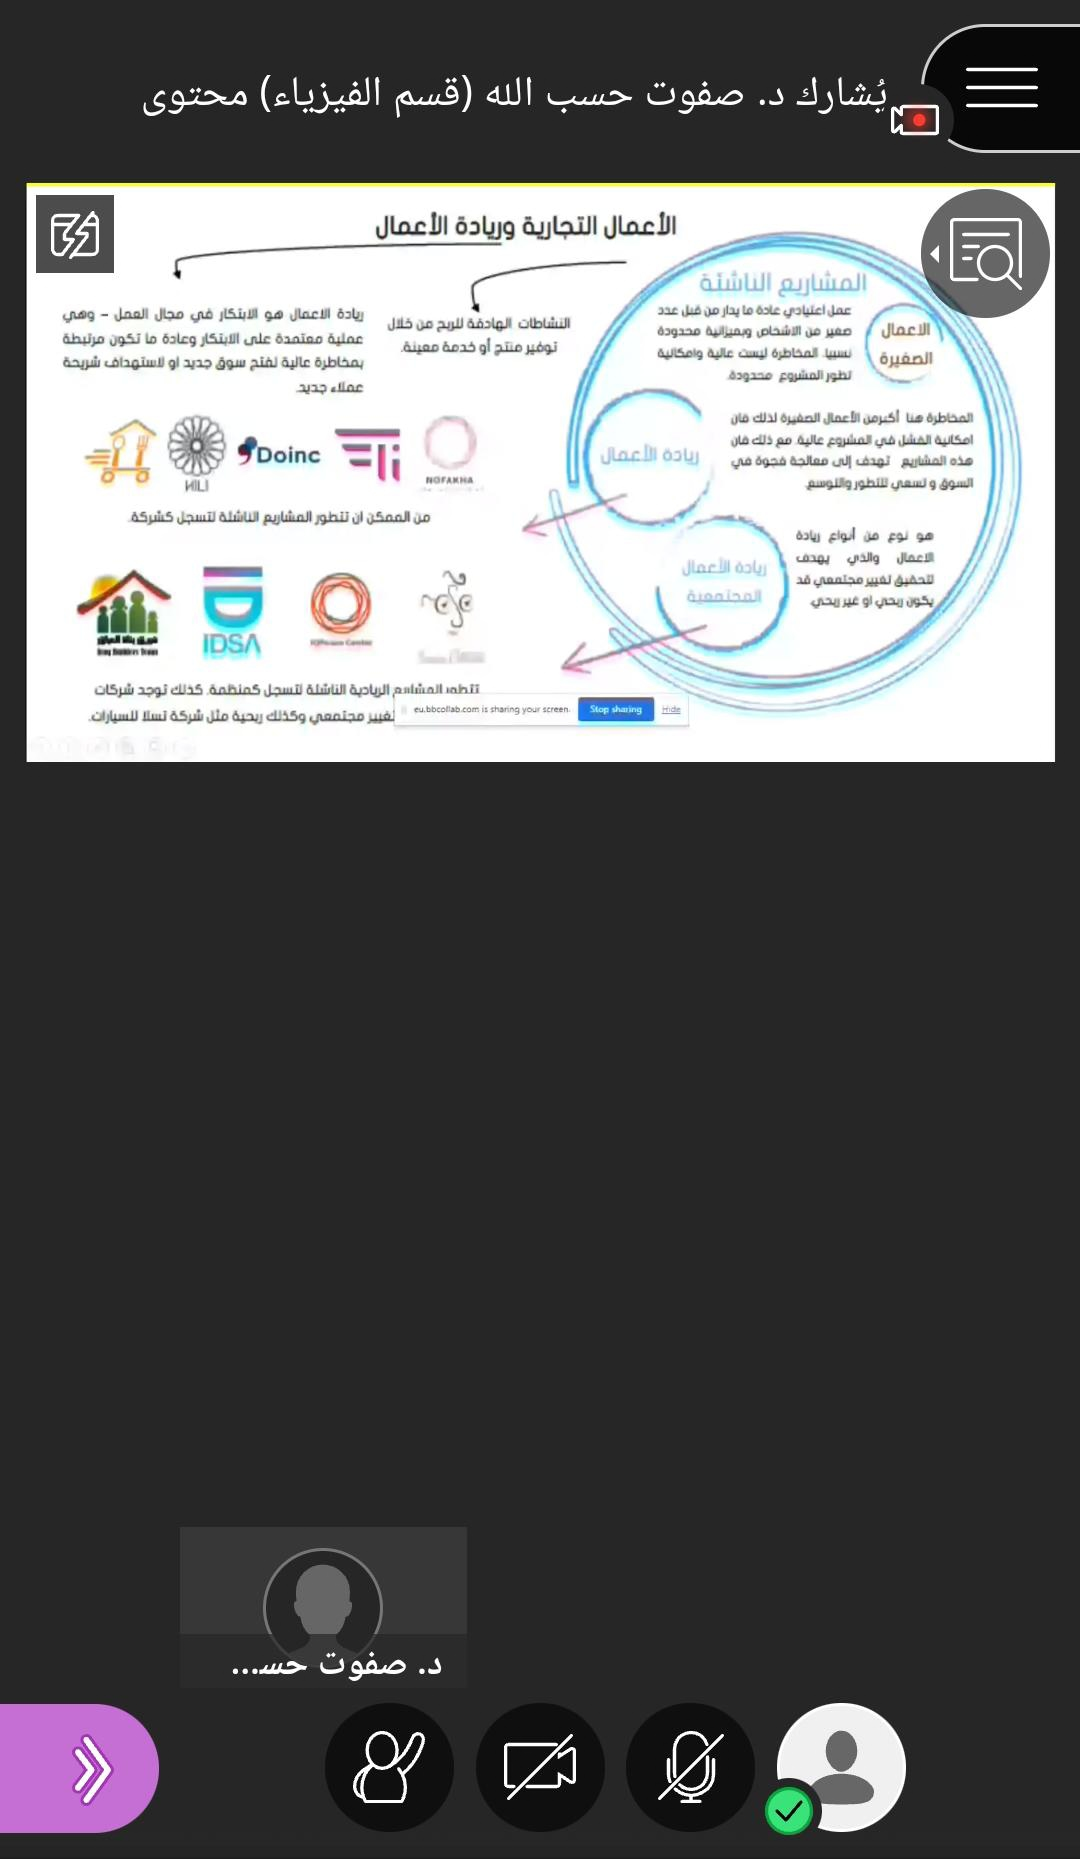 يُشارك د. صفوت حسب الله (قسم الفيزياء) محتوى
الأعمال التجارية وريادة الأعمال
المشاريع الناشئة
الاعمال
الصغيرة
عمل اعتيادي عادة ما يدار من قبل عدد
صغير من الاشخاص وبميزانية محدودة
نسبيا. المخاطرة ليست عالية وامكانية
تطور المشروع محدودة.
ريادة الأعمال
المخاطرة هنا أكبرمن الأعمال الصغيرة لذلك فان
امكانية الفشل في المشروع عالية. مع ذلك فان
هذه المشاريع تهدف إلى معالجة فجوة في
السوق و تسعى للتطور والتوسع.
ريادة الأعمال
المجتمعية
هو نوع من أنواع ريادة
الاعمال والذي يهدف
لتحقيق تغيير مجتمعي قد
يكون ربحي او غير ربحي.
النشاطات الهادفة للربح من خلال
توفير منتج أو خدمة معينة.
ريادة الاعمال هو الابتكار في مجال العمل – وهي
عملية معتمدة على الابتكار وعادة ما تكون مرتبطة
بمخاطرة عالية لفتح سوق جديد او لاستهداف شريحة
عملاء جديد.
NOFAKHA
Doinc
من الممكن ان تتطور المشاريع الناشئة لتسجل كشركة.
IDSA
Iraq Builders Team
تتطور المشاريع الريادية الناشئة لتسجل كمنظمة. كذلك توجد شركات
تغيير مجتمعي وكذلك ربحية مثل شركة تسلا للسيارات.
eu.bbcollab.com is sharing your screen.
Stop sharing
Hide
د. صفوت حسـ...